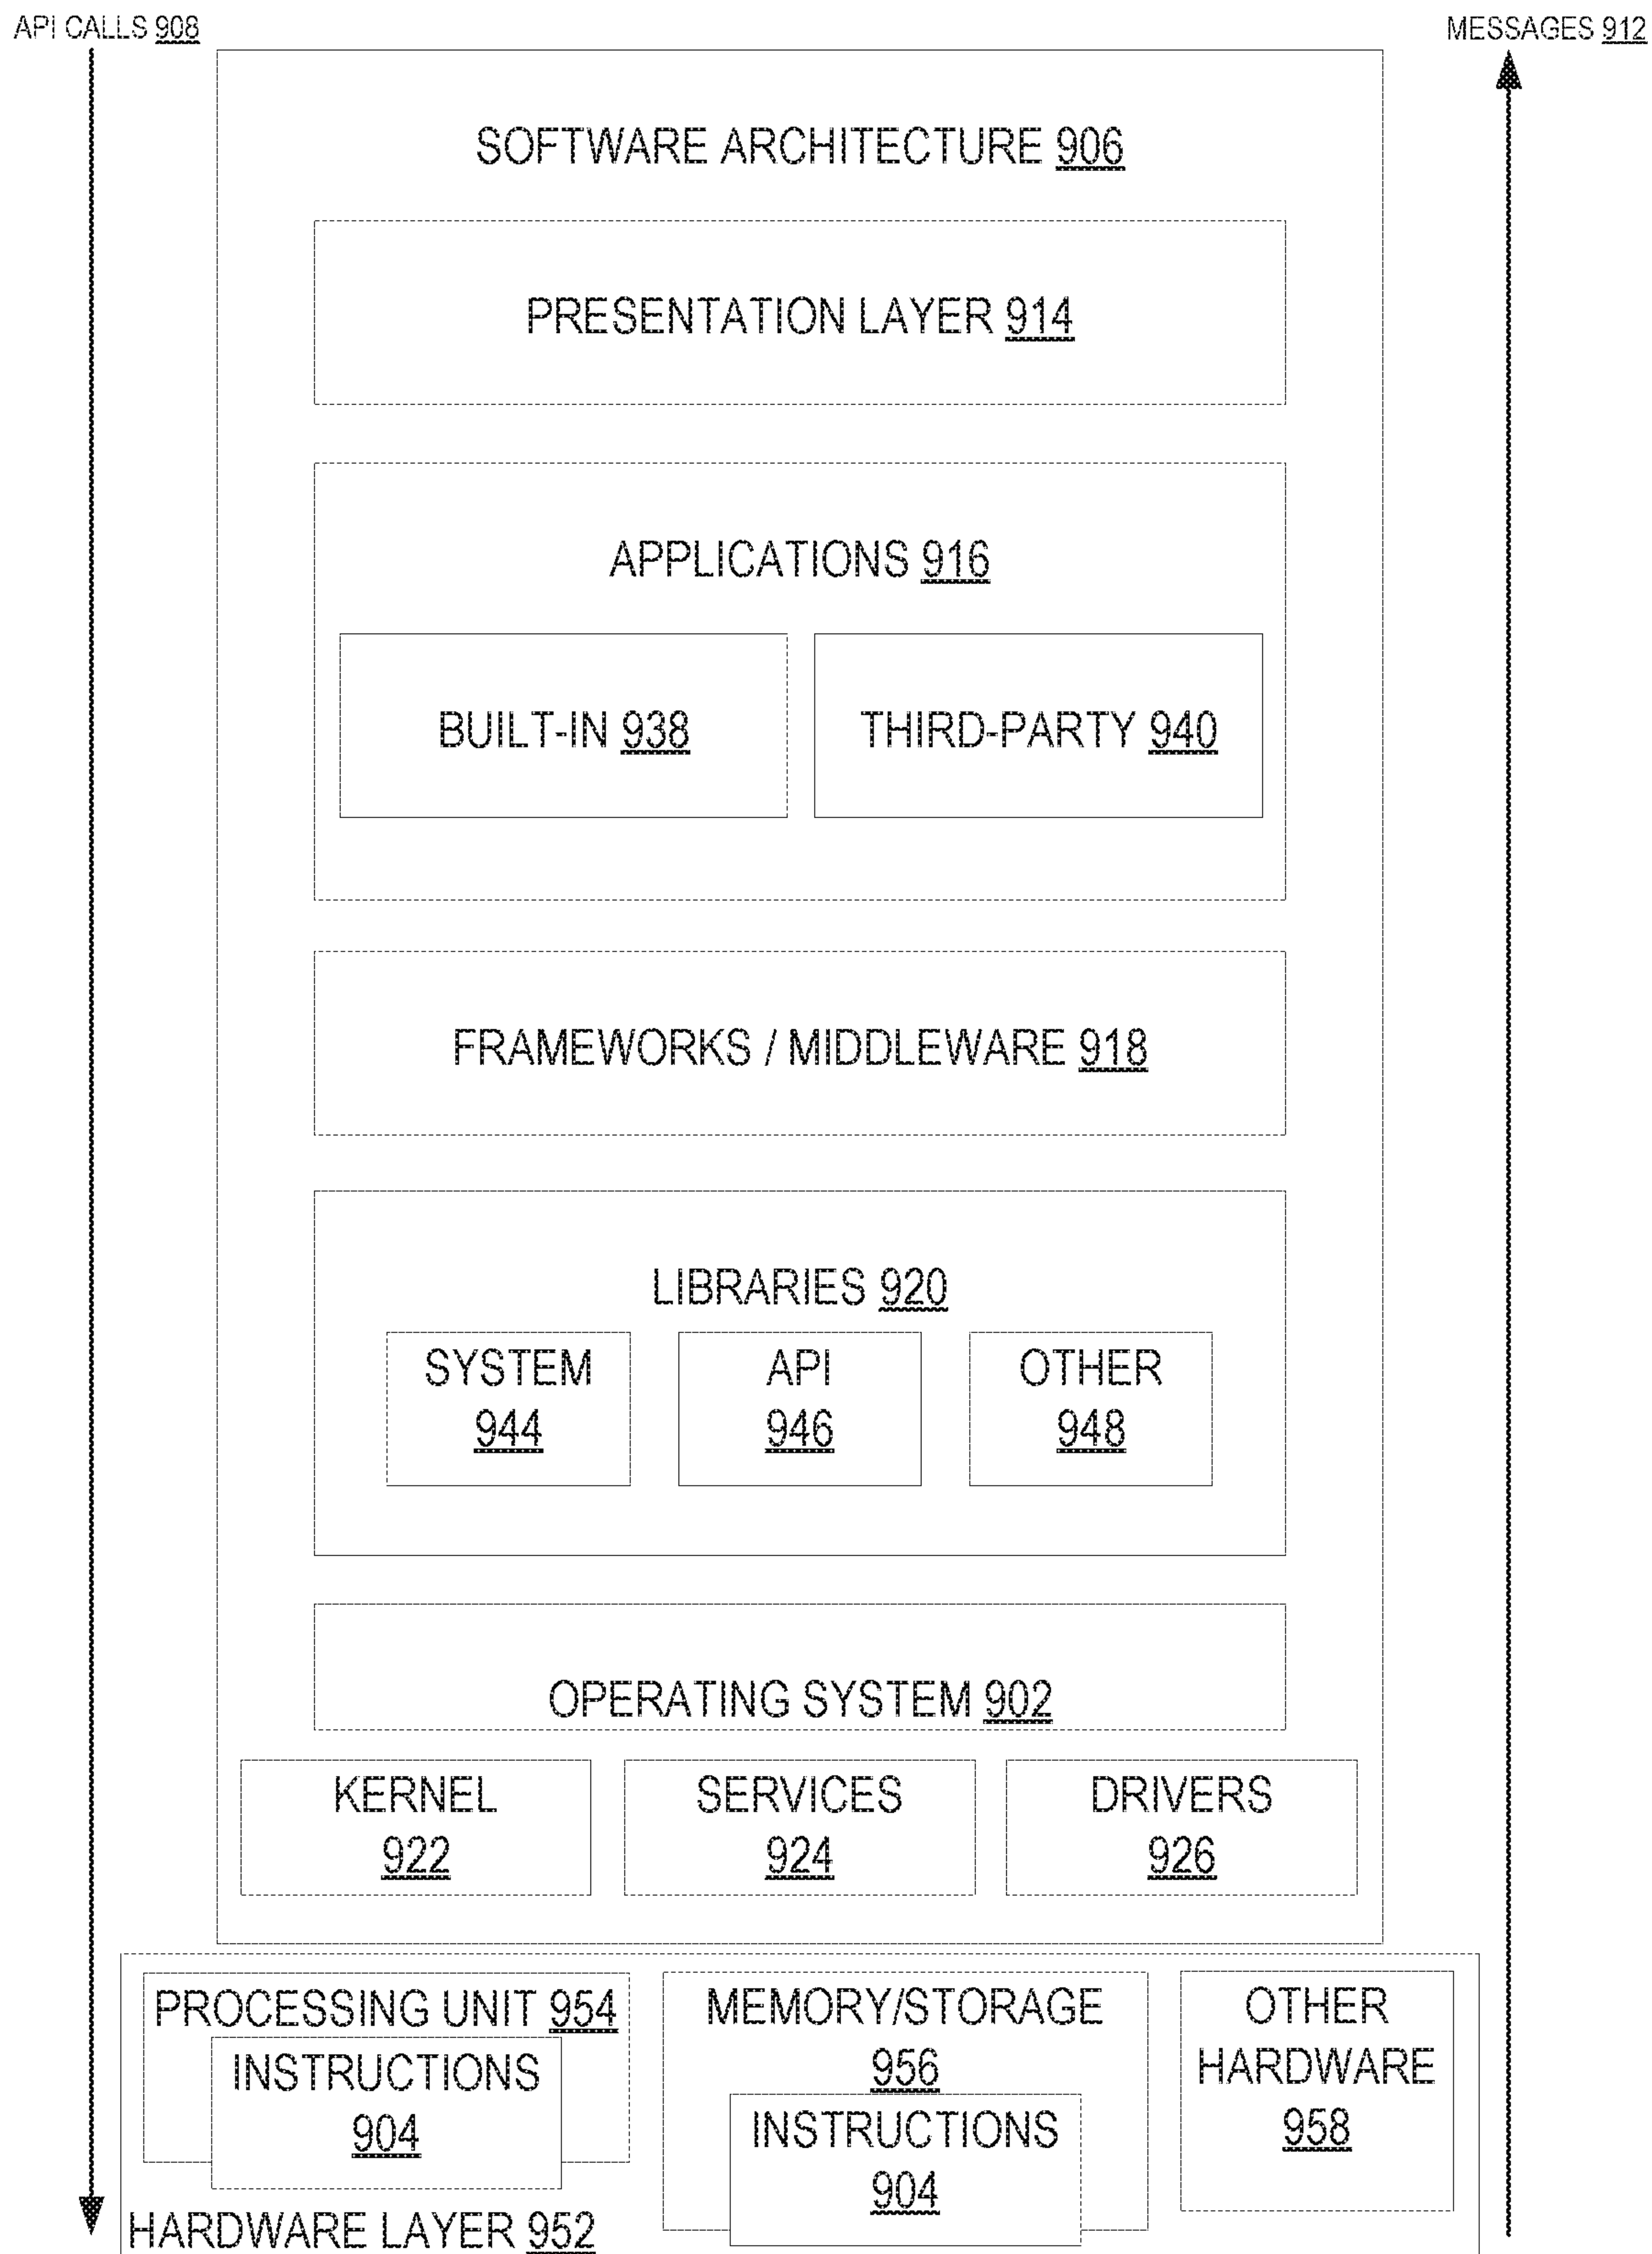 API CALLS 908
MESSAGES 912
SOFTWARE ARCHITECTURE 906
PRESENTATION LAYER 914
APPLICATIONS 916
BUILT-IN 938
THIRD-PARTY 940
FRAMEWORKS / MIDDLEWARE 918
LIBRARIES 920
SYSTEM
944
API
946
OTHER
948
OPERATING SYSTEM 902
KERNEL
922
SERVICES
924
DRIVERS
926
PROCESSING UNIT 954
INSTRUCTIONS
904
MEMORY/STORAGE
956
INSTRUCTIONS
904
OTHER
HARDWARE
958
HARDWARE LAYER 952